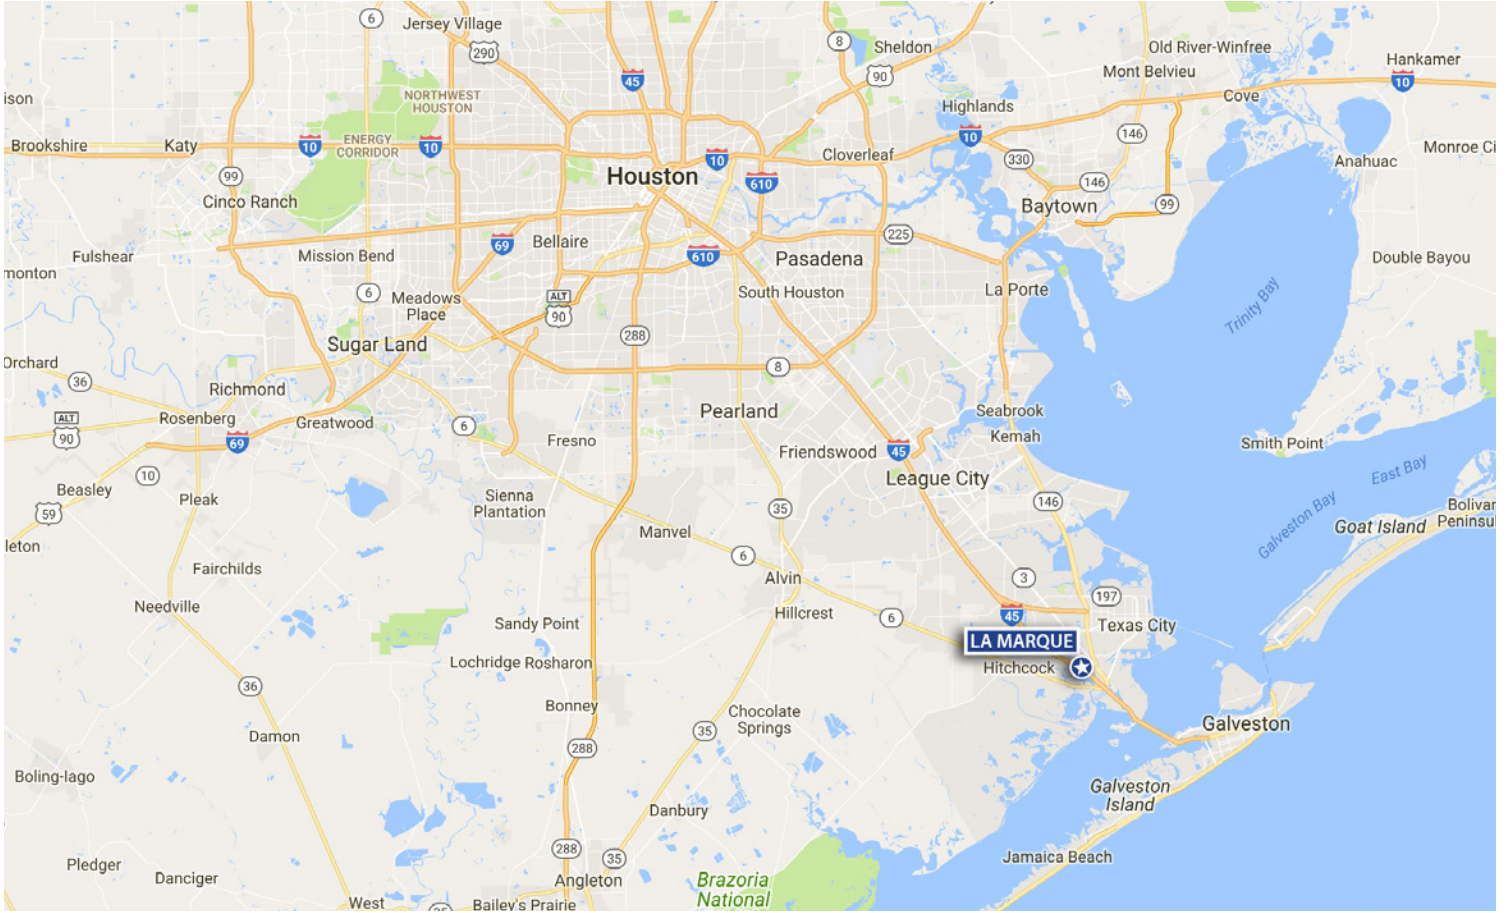 Jersey Village
6
290
8
Sheldon
90
Old River-Winfree
Hankamer
Mont Belvieu
45
10
Cove
ison
NORTHWEST
HOUSTON
Highlands
146
10
Brookshire
Katy
10
ENERGY
CORRIDOR
10
10
Cloverleaf
330
Anahuac
Monroe Ci
99
Houston
610
146
Cinco Ranch
Baytown
99
69
Bellaire
225
Fulshear
Mission Bend
610
Pasadena
Double Bayou
monton
6
Meadows
Place
ALT
90
South Houston
La Porte
Trinity Bay
288
Sugar Land
Orchard
36
8
Richmond
ALT
90
Rosenberg
Greatwood
Pearland
Seabrook
6
69
Fresno
Friendswood
45
Kemah
Smith Point
10
League City
East Bay
Beasley
Pleak
Sienna
Plantation
35
146
Bolivar
Peninsul
59
Galveston Bay
Goat Island
leton
Manvel
6
Fairchilds
Alvin
3
Needville
Hillcrest
6
45
197
Sandy Point
Texas City
LA MARQUE
Lochridge Rosharon
Hitchcock
36
Bonney
Chocolate
Springs
35
Galveston
Damon
288
Boling-Iago
Galveston
Island
Danbury
288
35
Jamaica Beach
Pledger
Danciger
Angleton
Brazoria
National
West
Bailey's Prairie